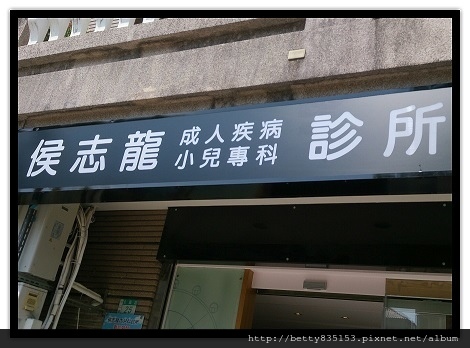 侯志龍 成人疾病 診所
小兒專科
http://betty835153.pixnet.net/album